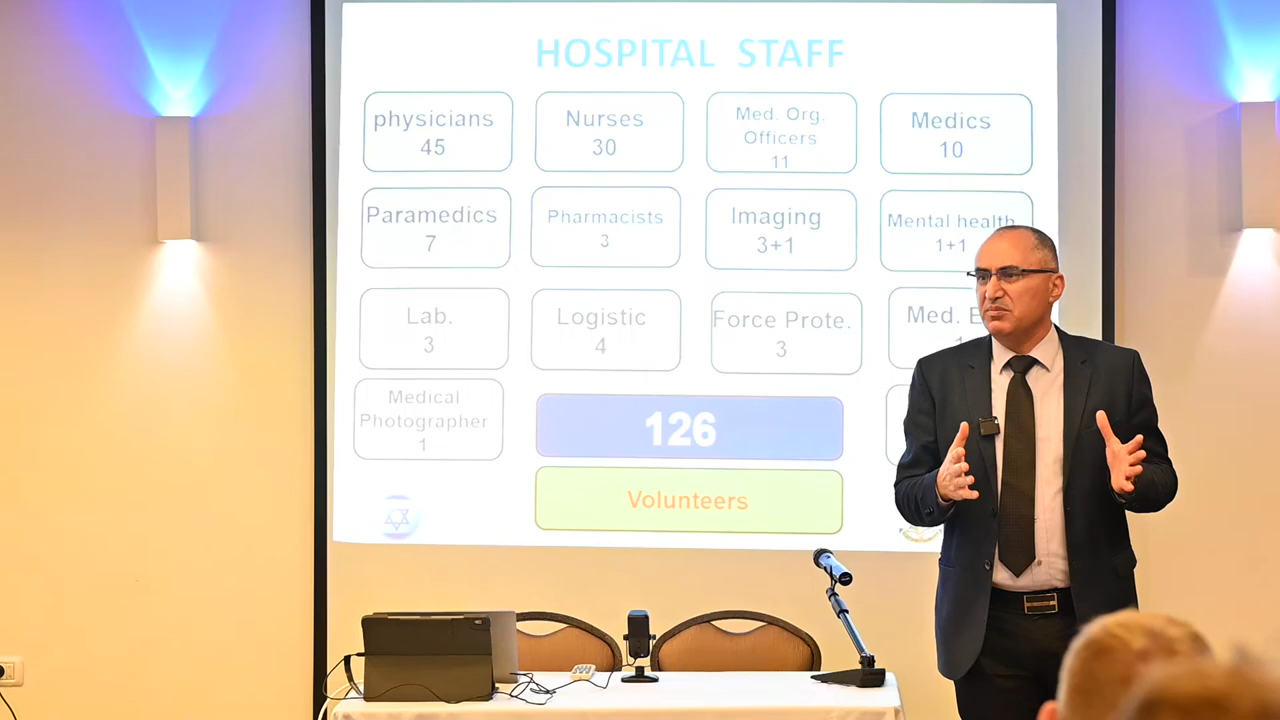 HOSPITAL STAFF
physicians
45
Nurses
30
Med. Org.
Officers
11
Medics
10
Paramedics
7
Pharmacists
3
Imaging
3+1
Mental health
1+1
Lab.
3
Logistic
4
Force Prote.
3
Med.
Medical
Photographer
1
126
Volunteers